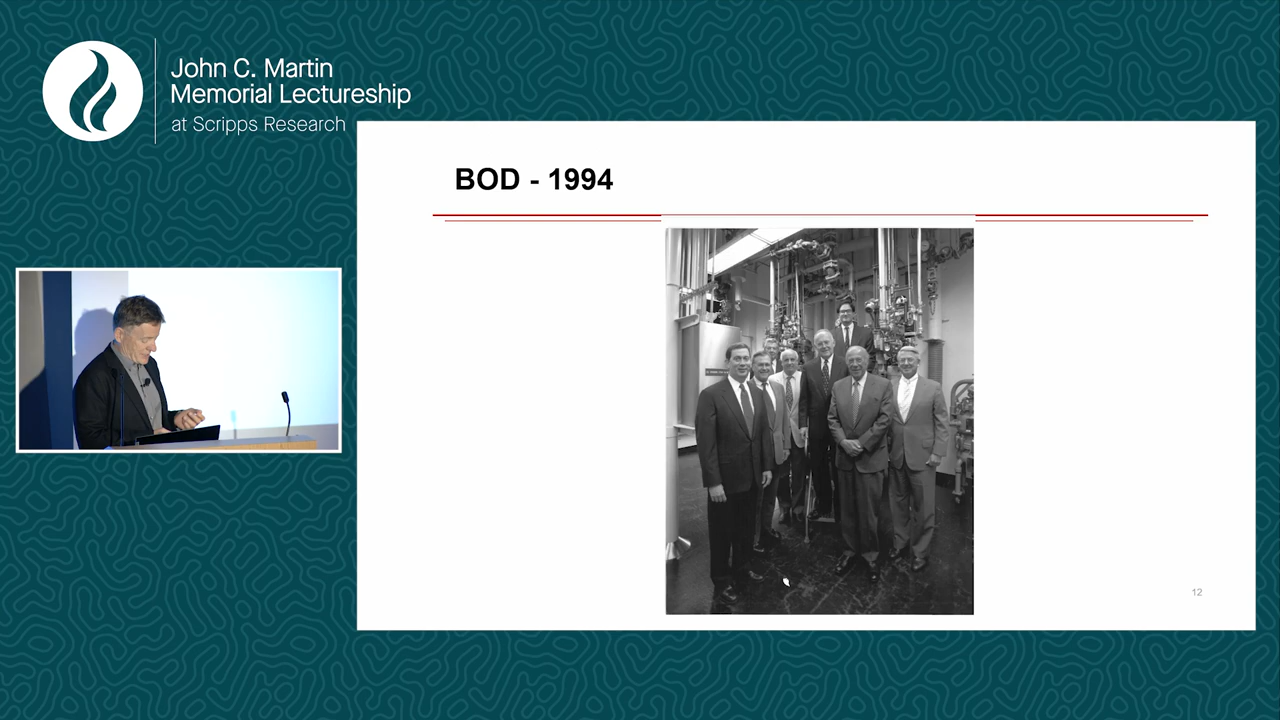 John C. Martin
Memorial Lectureship
at Scripps Research
BOD - 1994
12